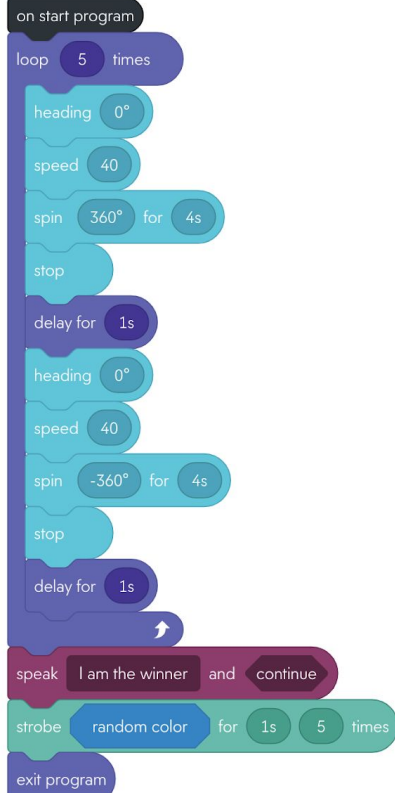 on start program
loop 5 times
heading 0°
speed 40
spin 360° for 4s
stop
delay for 1s
heading 0°
speed 40
spin -360° for 4s
stop
delay for 1s
speak I am the winner and continue
strobe random color for 1s 5 times
exit program